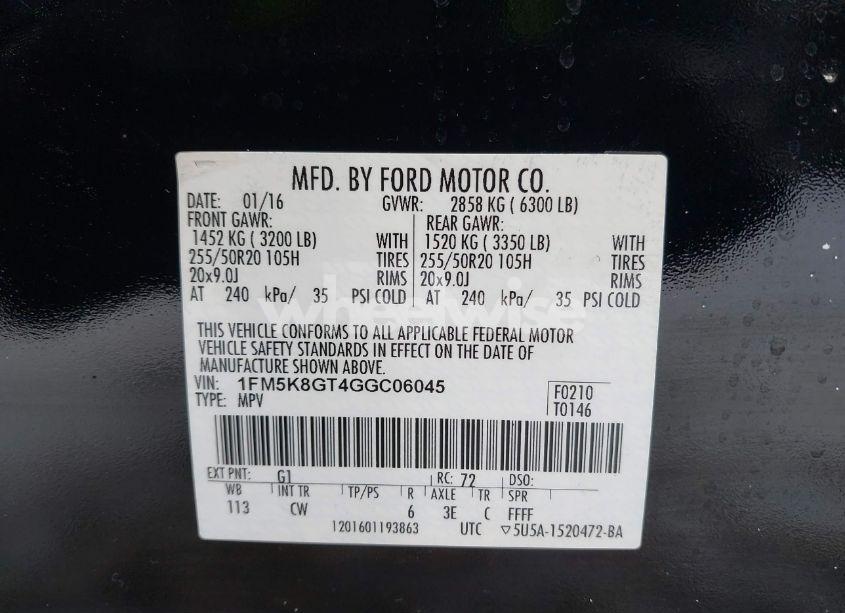 MFD. BY FORD MOTOR CO.
DATE: 01/16 GVWR: 2858 KG ( 6300 LB)
FRONT GAWR: REAR GAWR:
1452 KG ( 3200 LB) WITH 1520 KG ( 3350 LB) WITH
255/50R20 105H TIRES 255/50R20 105H TIRES
20x9.0J RIMS 20x9.0J RIMS
AT 240 kPa/ 35 PSI COLD AT 240 kPa/ 35 PSI COLD
wheelwise
THIS VEHICLE CONFORMS TO ALL APPLICABLE FEDERAL MOTOR
VEHICLE SAFETY STANDARDS IN EFFECT ON THE DATE OF
MANUFACTURE SHOWN ABOVE.
VIN: 1FM5K8GT4GGC06045 F0210
TYPE: MPV T0146
EXT PNT: G1 RC: 72 DSO:
WB INT TR TP/PS R AXLE TR SPR
113 CW 6 3E C FFFF
1201601193863 UTC ▽5U5A-1520472-BA